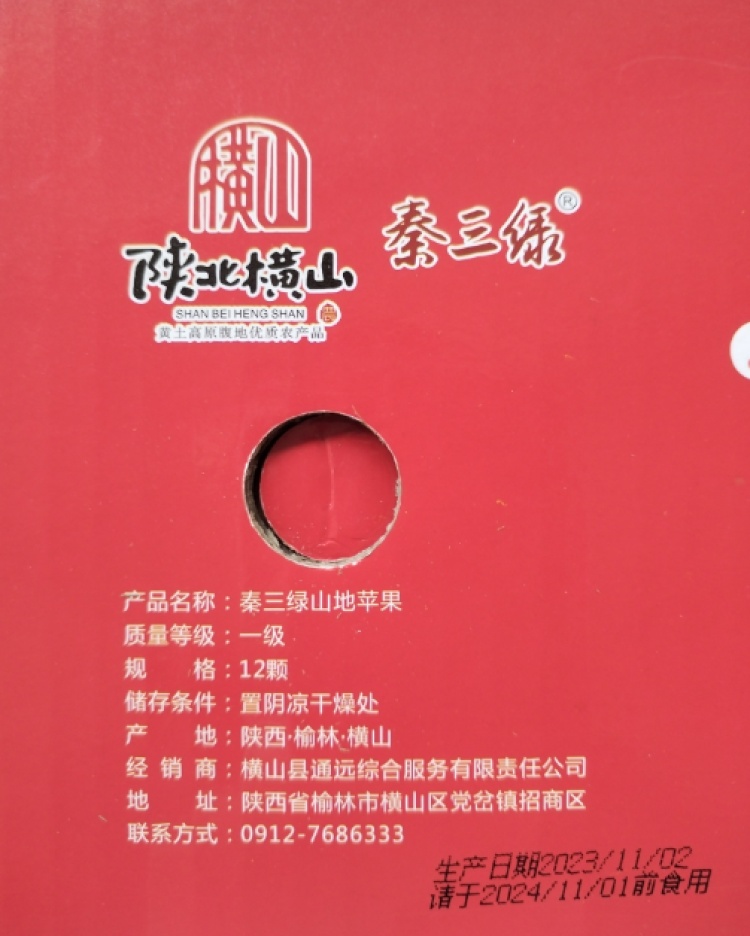 横山
秦三绿®
陕北横山
SHAN BEI HENG SHAN
黄土高原腹地优质农产品
产品名称：秦三绿山地苹果
质量等级：一级
规　　格：12颗
储存条件：置阴凉干燥处
产　　地：陕西·榆林·横山
经 销 商：横山县通远综合服务有限责任公司
地　　址：陕西省榆林市横山区党岔镇招商区
联系方式：0912-7686333
生产日期2023/11/02
请于2024/11/01前食用